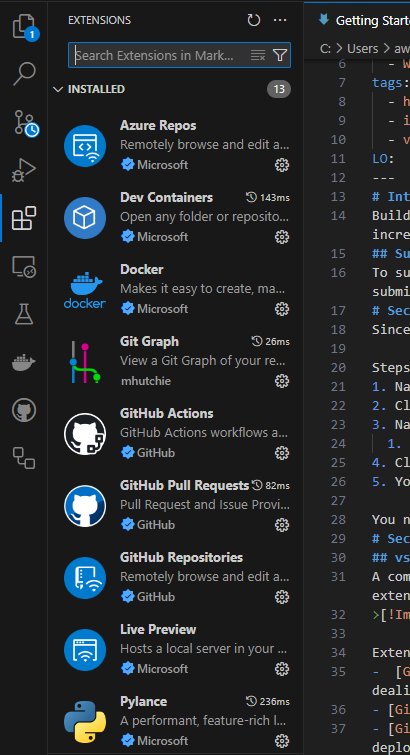 EXTENSIONS
Search Extensions in Mark...
INSTALLED
13
1
Azure Repos
Remotely browse and edit a...
Microsoft
Dev Containers
143ms
Open any folder or reposito...
Microsoft
Docker
Makes it easy to create, ma...
Microsoft
docker
Git Graph
26ms
View a Git Graph of your re...
mhutchie
GitHub Actions
GitHub Actions workflows a...
GitHub
GitHub Pull Requests
82ms
Pull Request and Issue Provi...
GitHub
GitHub Repositories
Remotely browse and edit a...
GitHub
Live Preview
Hosts a local server in your ...
Microsoft
Pylance
236ms
A performant, feature-rich l...
Microsoft
Getting Starte
C: > Users > aw
6 - W
7 tags:
8 - h
9 - i
10 - v
11 LO:
12 ---
13 # Int
14 Build
incre
15 ## Su
16 To su
submi
17 # Sec
18 Since
19
20 Steps
21 1. Na
22 2. Cl
23 3. Na
24 1.
25 4. Cl
26 5. Yo
27
28 You n
29 # Sec
30 ## vs
31 A com
exten
32 >[!Im
33
34 Exten
35 - [G
deali
36 - [Gi
37 - [Gi
deplo